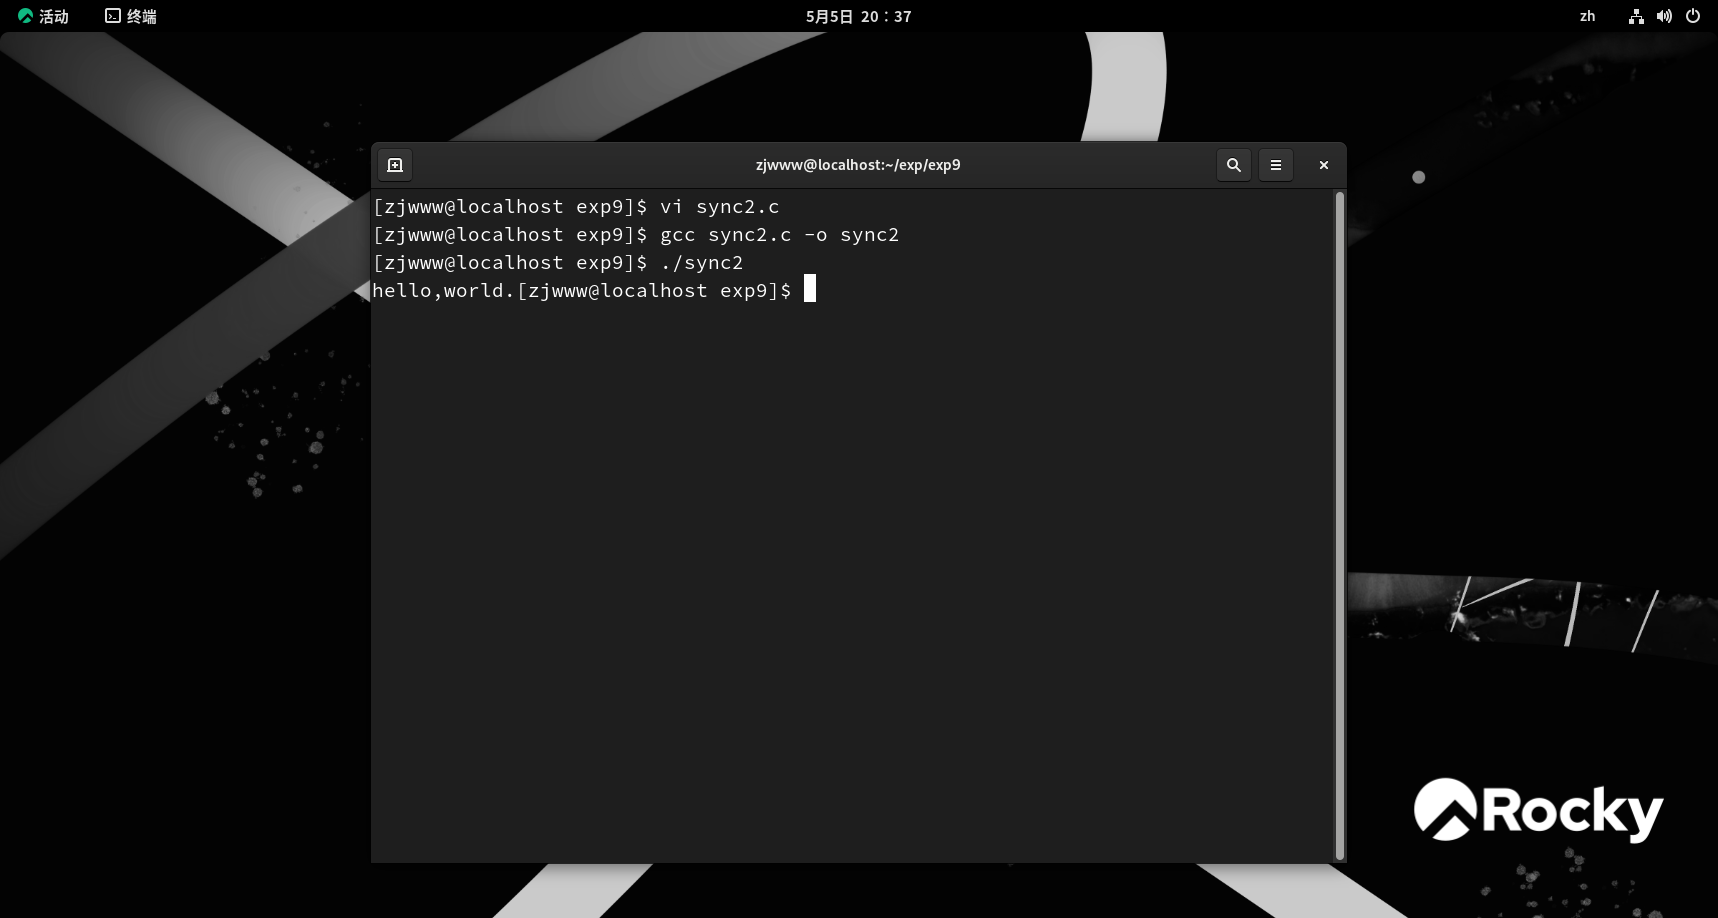 活动 终端 5月5日 20：37 zh
zjwww@localhost:~/exp/exp9
[zjwww@localhost exp9]$ vi sync2.c
[zjwww@localhost exp9]$ gcc sync2.c -o sync2
[zjwww@localhost exp9]$ ./sync2
hello,world.[zjwww@localhost exp9]$
Rocky